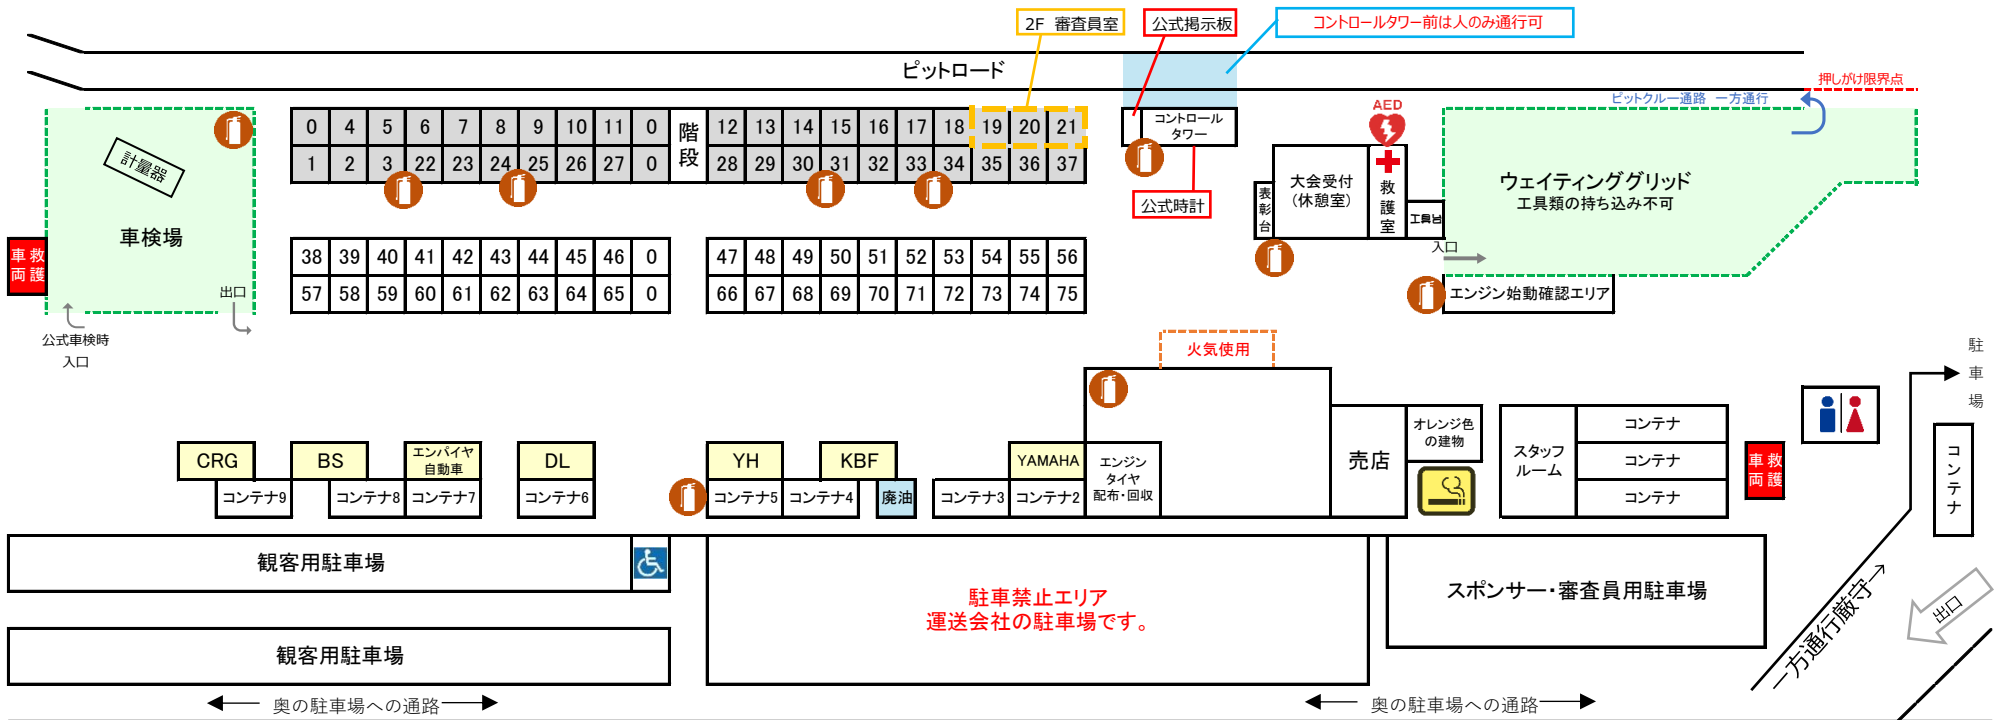 2F 審査員室
公式掲示板
コントロールタワー前は人のみ通行可
ピットロード
押しがけ限界点
ピットクルー通路 一方通行
AED
0 4 5 6 7 8 9 10 11 0
階段
12 13 14 15 16 17 18 19 20 21
コントロール
タワー
1 2 3 22 23 24 25 26 27 0
28 29 30 31 32 33 34 35 36 37
計量器
車検場
公式時計
表彰台
大会受付
(休憩室)
救護室
ウェイティンググリッド
工具類の持ち込み不可
入口
救護車両
38 39 40 41 42 43 44 45 46 0
47 48 49 50 51 52 53 54 55 56
57 58 59 60 61 62 63 64 65 0
66 67 68 69 70 71 72 73 74 75
エンジン始動確認エリア
出口
公式車検時
入口
火気使用
駐車場
CRG
BS
エンパイヤ
自動車
DL
YH
KBF
YAMAHA
コンテナ9
コンテナ8
コンテナ7
コンテナ6
コンテナ5
コンテナ4
廃油
コンテナ3
コンテナ2
エンジン
タイヤ
配布・回収
売店
オレンジ色
の建物
スタッフ
ルーム
コンテナ
コンテナ
コンテナ
救護車両
コンテナ
観客用駐車場
駐車禁止エリア
運送会社の駐車場です。
スポンサー・審査員用駐車場
観客用駐車場
一方通行厳守→
出口
奥の駐車場への通路
奥の駐車場への通路